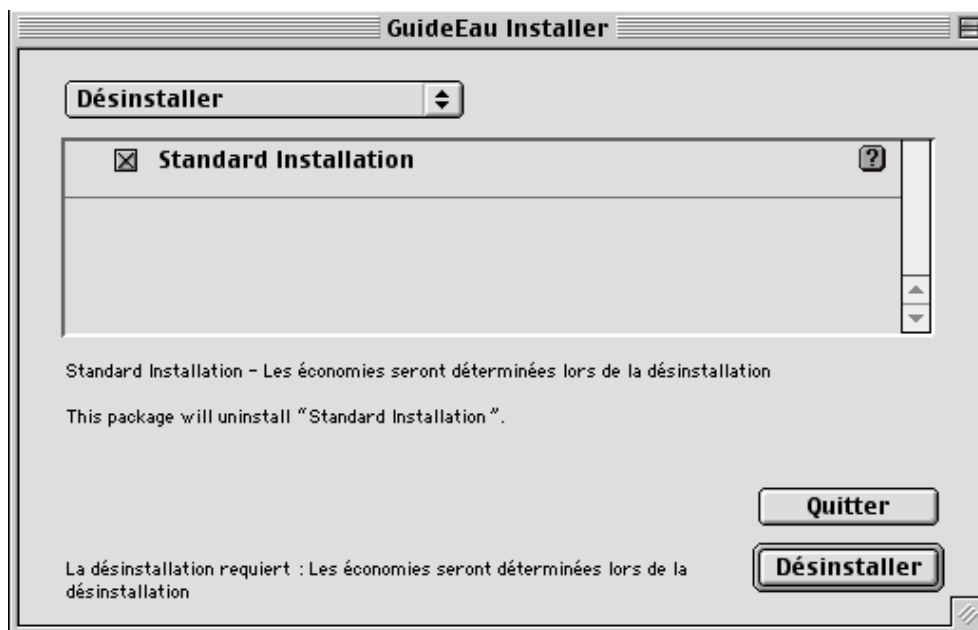 GuideEau Installer
Désinstaller
Standard Installation
?
Standard Installation – Les économies seront déterminées lors de la désinstallation
This package will uninstall “Standard Installation”.
Quitter
Désinstaller
La désinstallation requiert : Les économies seront déterminées lors de la
désinstallation